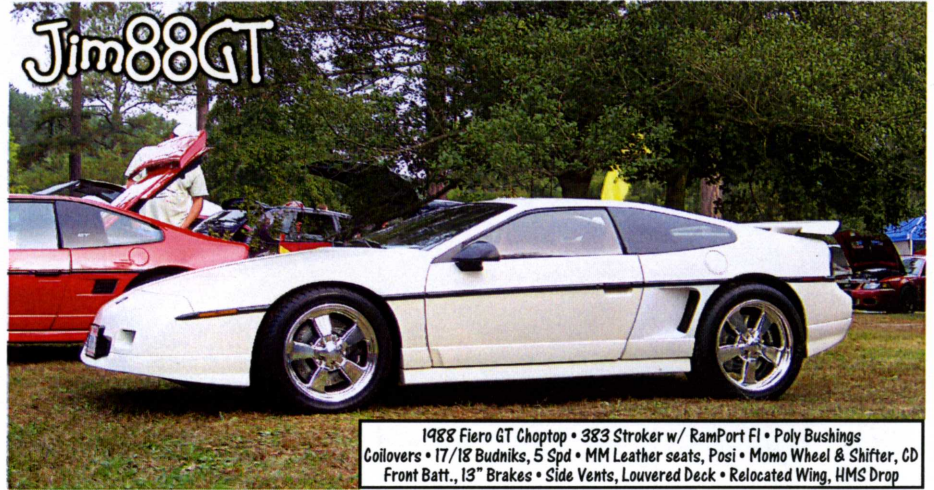 Jim88GT
1988 Fiero GT Choptop • 383 Stroker w/ RamPort FI • Poly Bushings
Coilovers • 17/18 Budniks, 5 Spd • MM Leather seats, Posi • Momo Wheel & Shifter, CD
Front Batt., 13" Brakes • Side Vents, Louvered Deck • Relocated Wing, HMS Drop